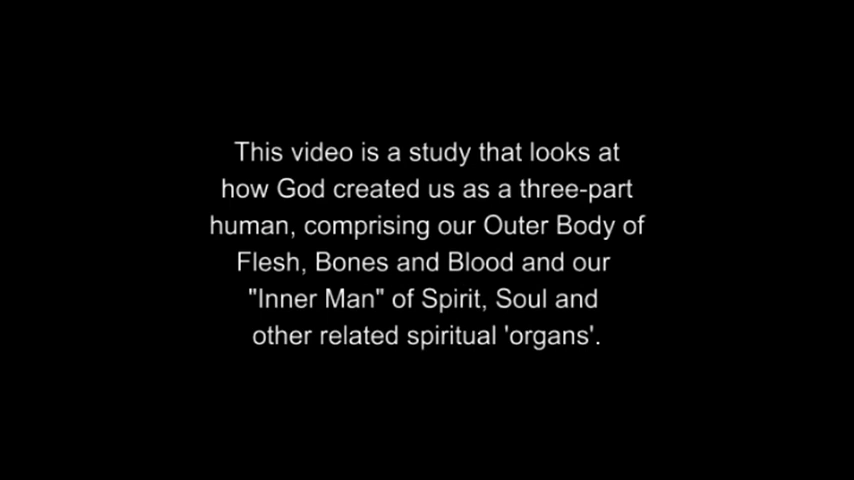 This video is a study that looks at
how God created us as a three-part
human, comprising our Outer Body of
Flesh, Bones and Blood and our
"Inner Man" of Spirit, Soul and
other related spiritual 'organs'.